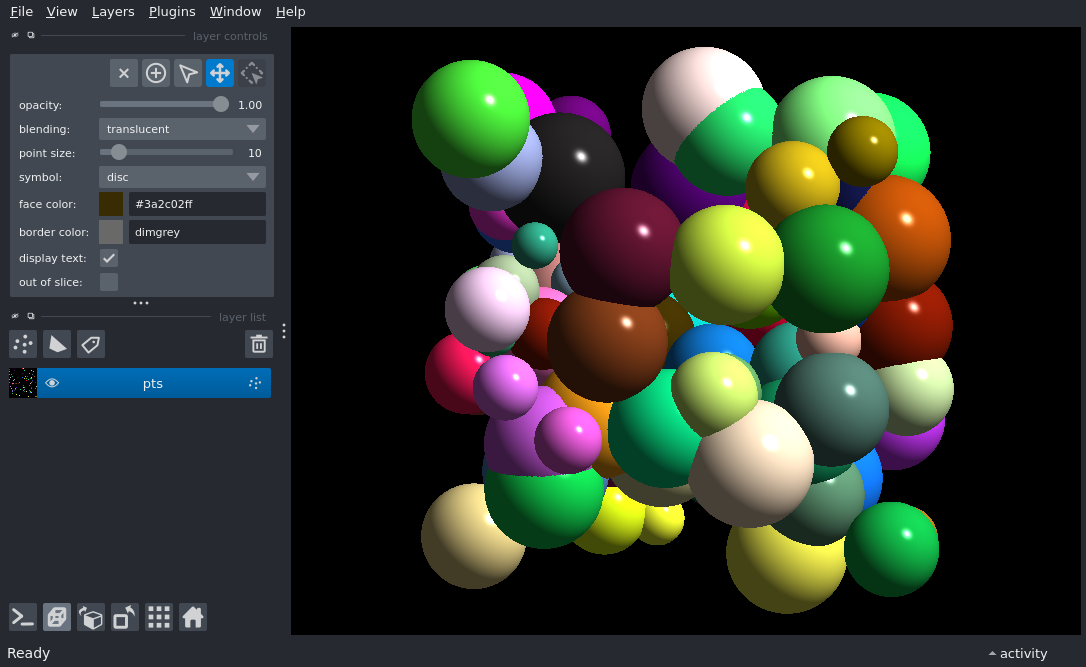 File View Layers Plugins Window Help
layer controls
opacity: 1.00
blending: translucent
point size: 10
symbol: disc
face color: #3a2c02ff
border color: dimgrey
display text:
out of slice:
layer list
pts
Ready
activity